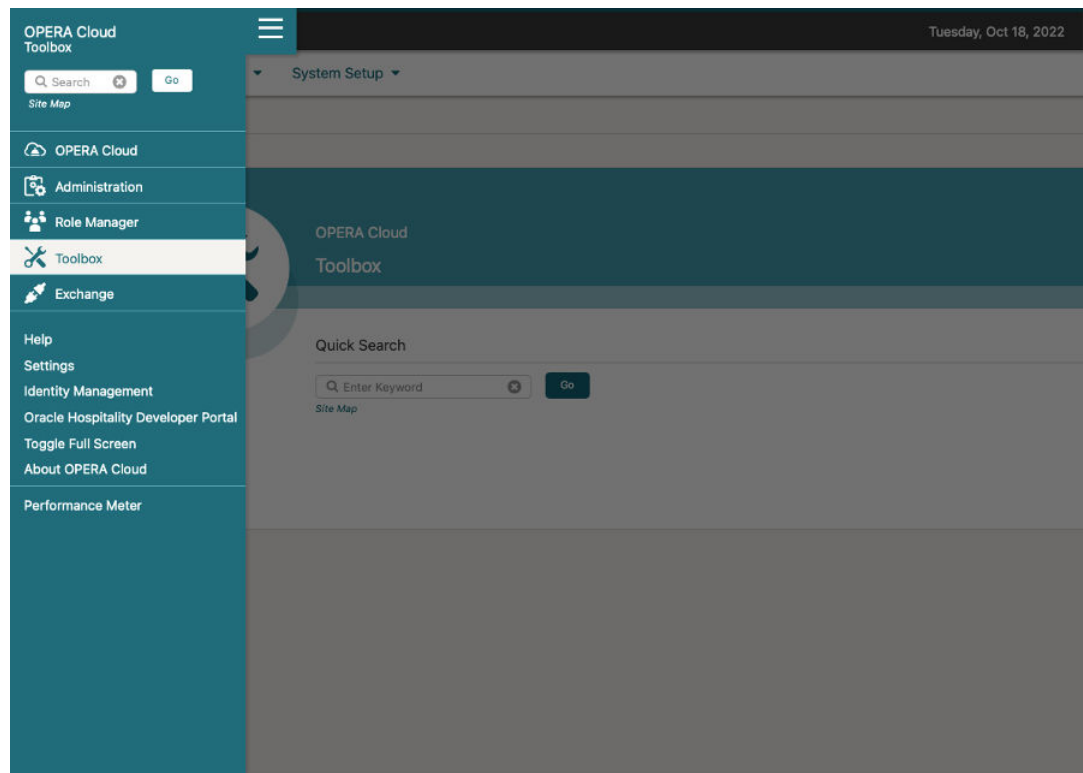 OPERA Cloud
Toolbox
Search
Go
Site Map
OPERA Cloud
Administration
Role Manager
Toolbox
Exchange
Help
Settings
Identity Management
Oracle Hospitality Developer Portal
Toggle Full Screen
About OPERA Cloud
Performance Meter
Tuesday, Oct 18, 2022
System Setup
OPERA Cloud
Toolbox
Quick Search
Enter Keyword
Go
Site Map